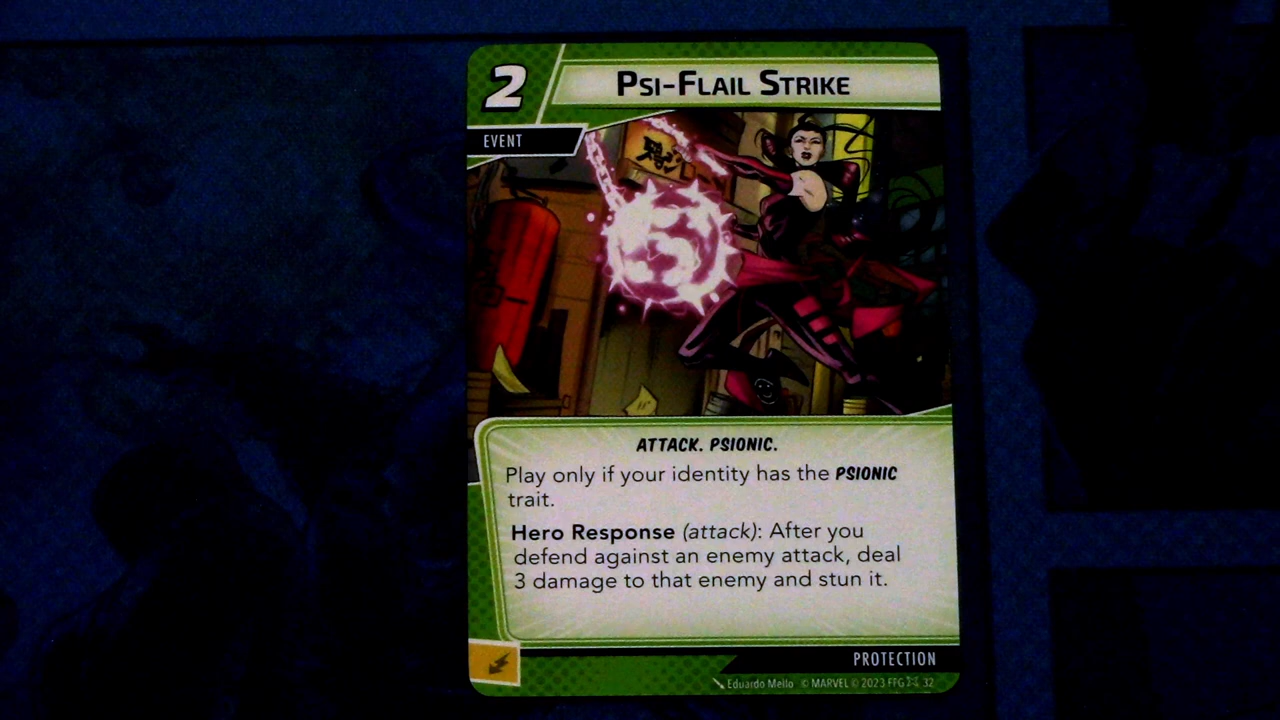 2
PSI-FLAIL STRIKE
EVENT
ATTACK. PSIONIC.
Play only if your identity has the PSIONIC
trait.
Hero Response (attack): After you
defend against an enemy attack, deal
3 damage to that enemy and stun it.
PROTECTION
Eduardo Mello © MARVEL © 2023 FFG 32